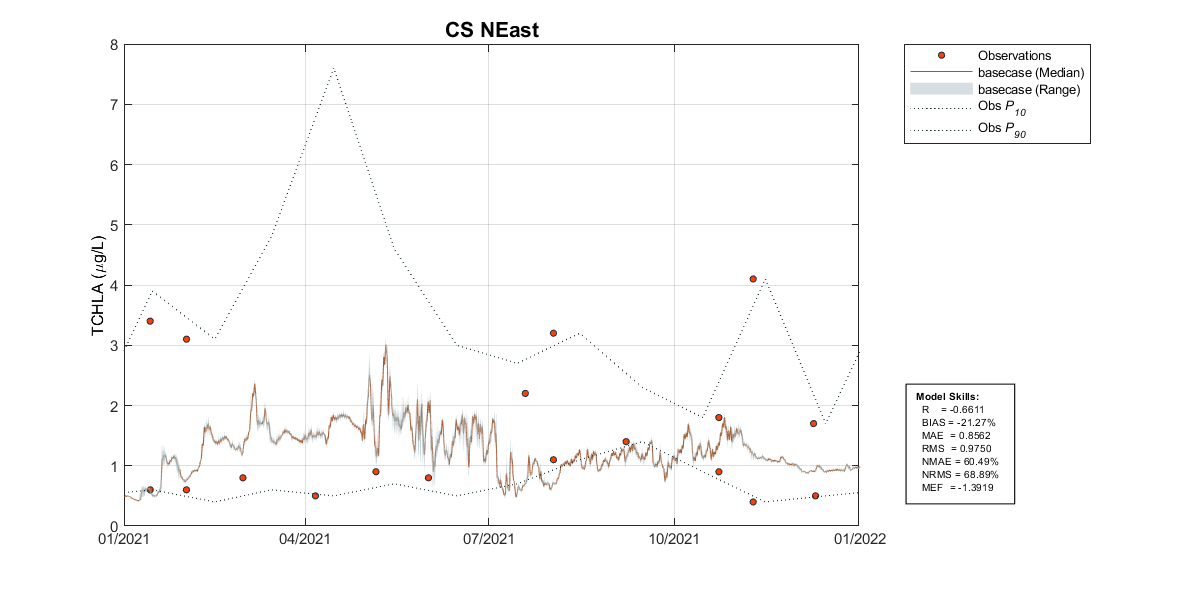 CS NEast
8
7
6
5
4
3
2
1
0
TCHLA (μg/L)
01/2021
04/2021
07/2021
10/2021
01/2022
Observations
basecase (Median)
basecase (Range)
Obs P10
Obs P90
Model Skills:
R = -0.6611
BIAS = -21.27%
MAE = 0.8562
RMS = 0.9750
NMAE = 60.49%
NRMS = 68.89%
MEF = -1.3919